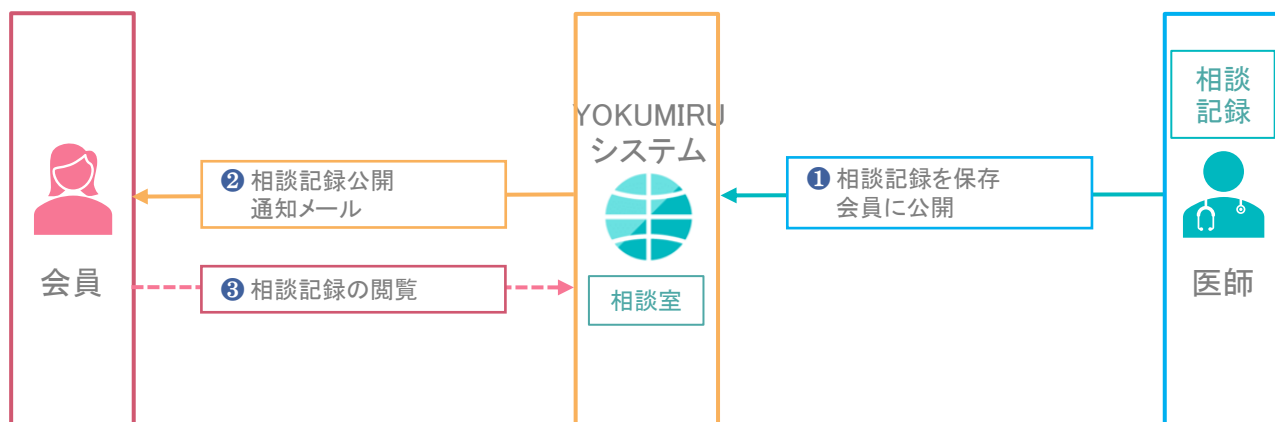 相談
記録
YOKUMIRU
システム
❶ 相談記録を保存
会員に公開
❷ 相談記録公開
通知メール
会員
❸ 相談記録の閲覧
相談室
医師